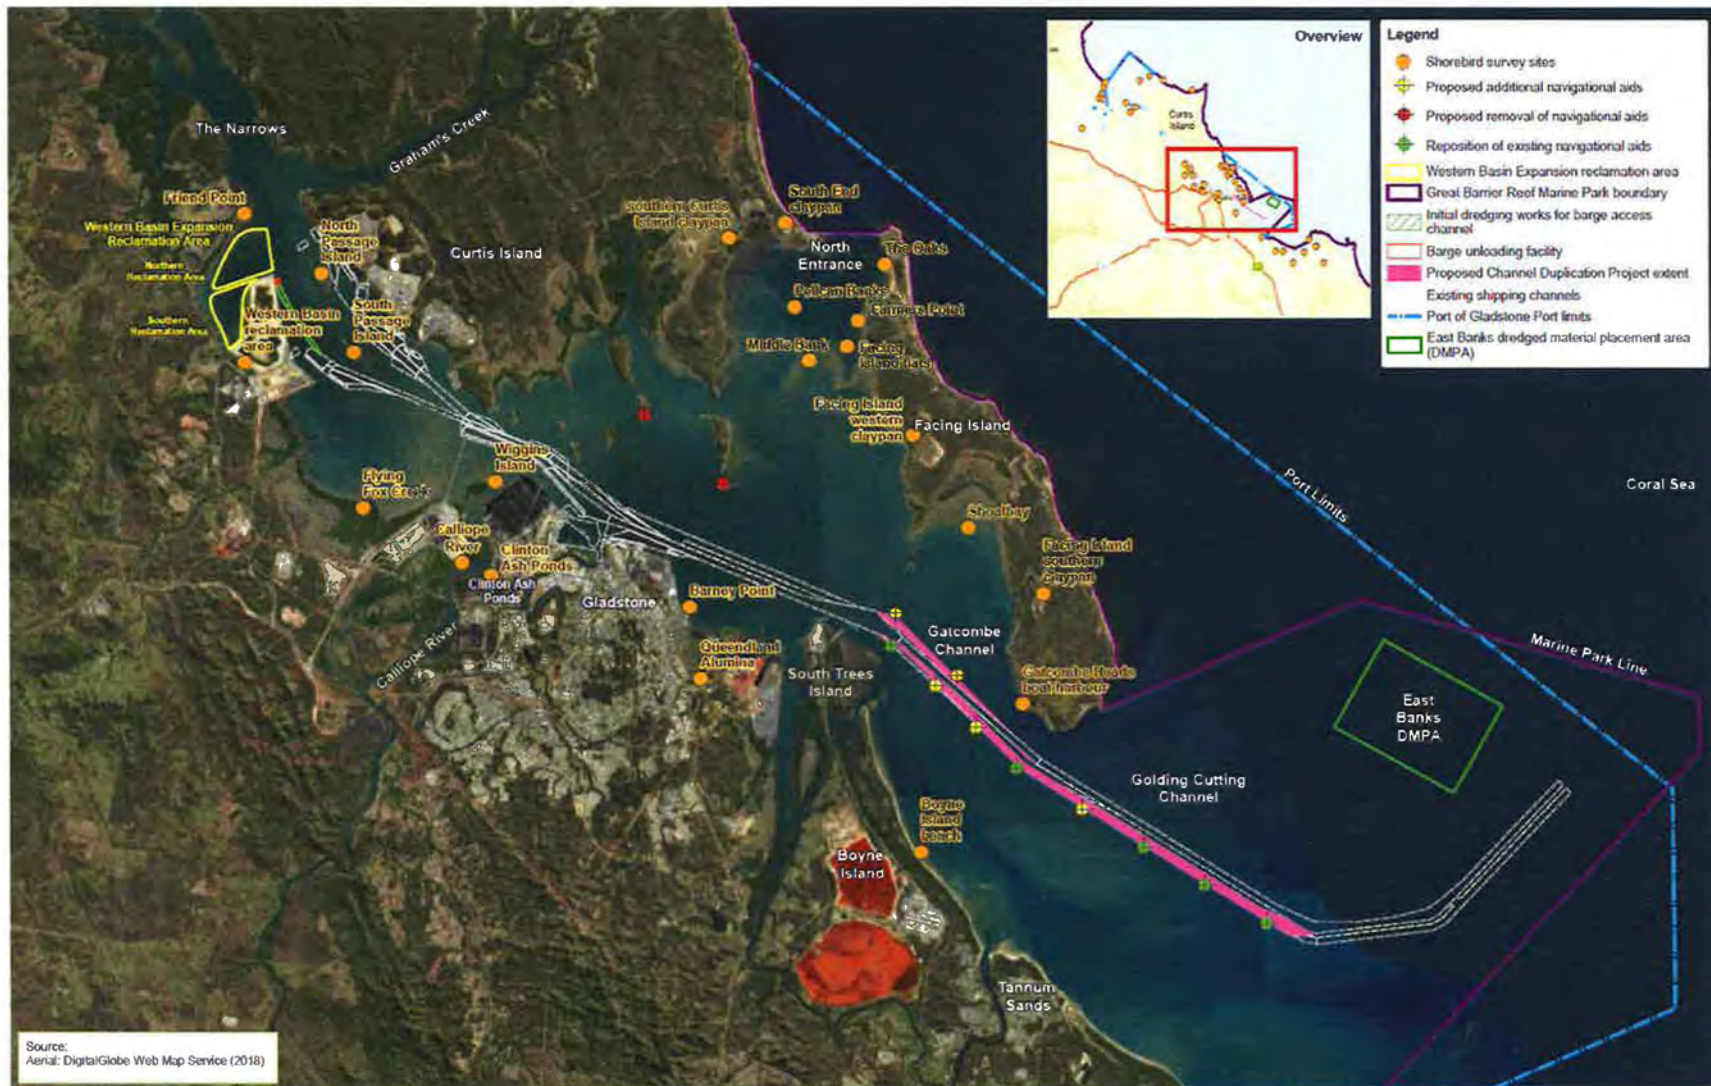 Overview
Curtis
Island
Legend
Shorebird survey sites
Proposed additional navigational aids
Proposed removal of navigational aids
Reposition of existing navigational aids
Western Basin Expansion reclamation area
Great Barrier Reef Marine Park boundary
Initial dredging works for barge access
channel
Barge unloading facility
Proposed Channel Duplication Project extent
Existing shipping channels
Port of Gladstone Port limits
East Banks dredged material placement area
(DMPA)
The Narrows
Graham's Creek
Friend Point
Western Basin Expansion
Reclamation Area
Northern
Reclamation Area
Southern
Reclamation Area
North
Passage
Island
South
Passage
Island
Western Basin
reclamation
area
Curtis Island
southern Curtis
Island claypan
South End
claypan
North
Entrance
The Oaks
Pelican Banks
Farmers Point
Middle Bank
Facing
Island flats
Facing Island
western
claypan
Facing Island
Port Limits
Coral Sea
Wiggins
Island
Flying
Fox Creek
Calliope
River
Clinton
Ash Ponds
Clinton Ash
Ponds
Shoalbay
Facing Island
southern
claypan
Gladstone
Barney Point
Calliope River
Queendland
Alumina
South Trees
Island
Gatcombe
Channel
Gatcombe Heads
boat harbour
Marine Park Line
East
Banks
DMPA
Golding Cutting
Channel
Boyne
Island
beach
Boyne
Island
Tannum
Sands
Source:
Aerial: DigitalGlobe Web Map Service (2018)